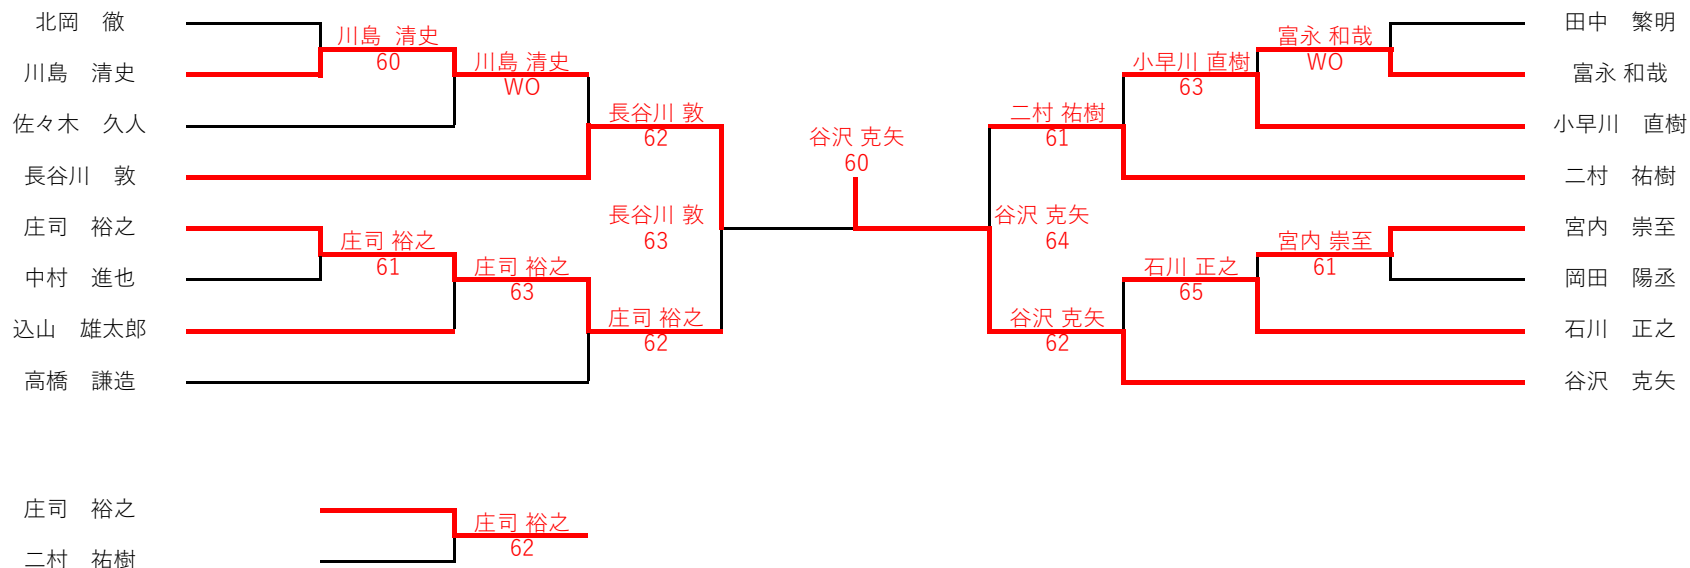 北岡　徹
川島　清史
佐々木　久人
長谷川　敦
庄司　裕之
中村　進也
込山　雄太郎
高橋　謙造
川島 清史
60
庄司 裕之
61
川島 清史
WO
庄司 裕之
63
長谷川 敦
62
長谷川 敦
63
庄司 裕之
62
谷沢 克矢
60
二村 祐樹
61
谷沢 克矢
64
谷沢 克矢
62
小早川 直樹
63
石川 正之
65
富永 和哉
WO
宮内 崇至
61
田中　繁明
富永 和哉
小早川　直樹
二村　祐樹
宮内　崇至
岡田　陽丞
石川　正之
谷沢　克矢
庄司　裕之
二村　祐樹
庄司 裕之
62